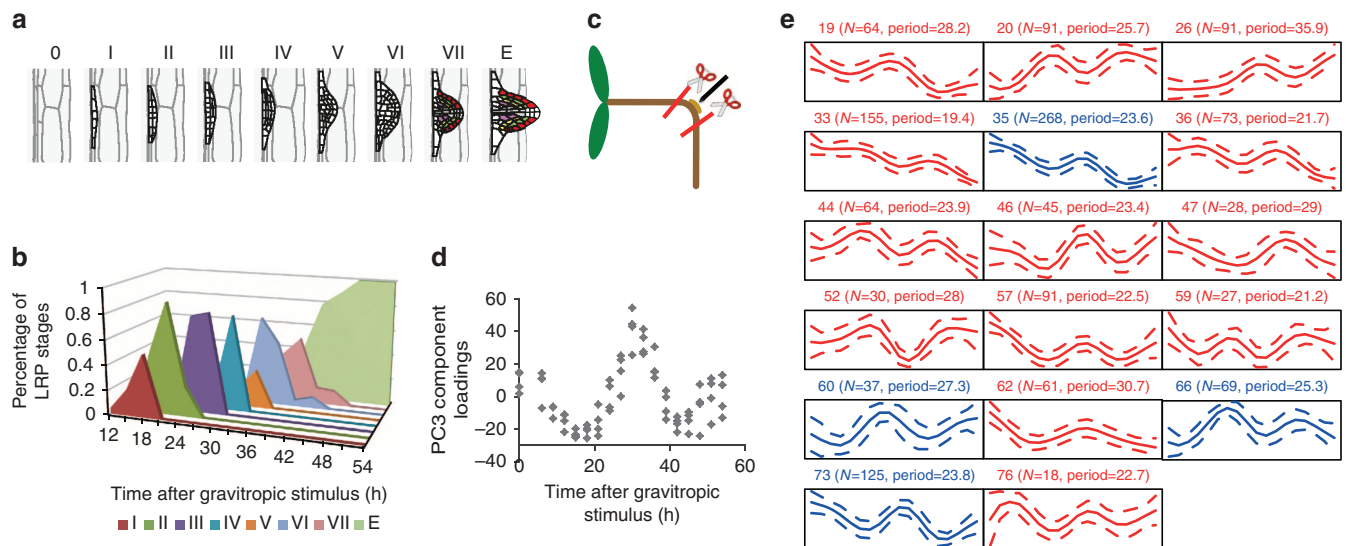 a
0 I II III IV V VI VII E
b
Percentage of
LRP stages
1
0.8
0.6
0.4
0.2
0
12 18 24 30 36 42 48 54
Time after gravitropic stimulus (h)
I II III IV V VI VII E
c
d
PC3 component
loadings
60
40
20
0
−20
−40
0 20 40 60
Time after gravitropic
stimulus (h)
e
19 (N=64, period=28.2) 20 (N=91, period=25.7) 26 (N=91, period=35.9)
33 (N=155, period=19.4) 35 (N=268, period=23.6) 36 (N=73, period=21.7)
44 (N=64, period=23.9) 46 (N=45, period=23.4) 47 (N=28, period=29)
52 (N=30, period=28) 57 (N=91, period=22.5) 59 (N=27, period=21.2)
60 (N=37, period=27.3) 62 (N=61, period=30.7) 66 (N=69, period=25.3)
73 (N=125, period=23.8) 76 (N=18, period=22.7)